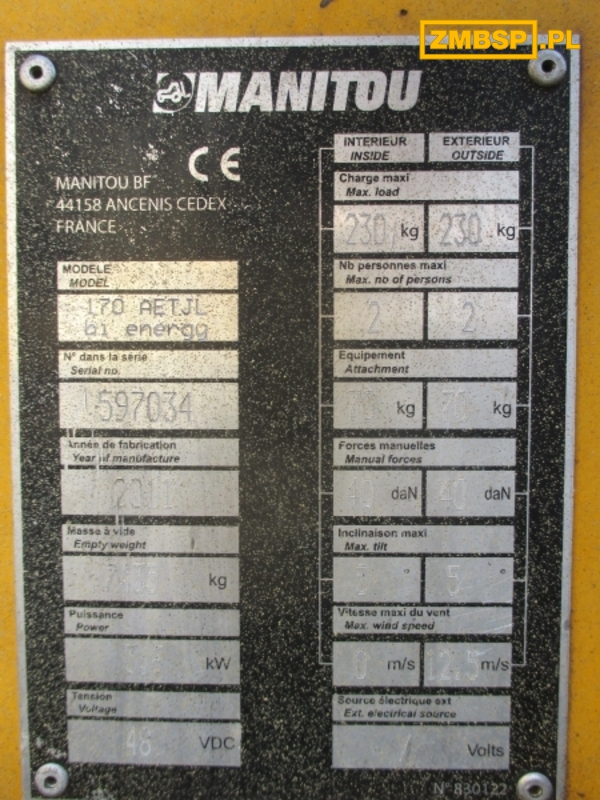 ZMBSP.PL
MANITOU
CE
MANITOU BF
44158 ANCENIS CEDEX
FRANCE
MODELE
MODEL
170 AETJL
bi energy
N° dans la série
Serial no.
597034
Année de fabrication
Year of manufacture
Masse à vide
Empty weight
kg
Puissance
Power
kW
Tension
Voltage
48 VDC
INTERIEUR EXTERIEUR
INSIDE OUTSIDE
Charge maxi
Max. load
230 kg 230 kg
Nb personnes maxi
Max. no of persons
2 2
Equipement
Attachment
kg kg
Forces manuelles
Manual forces
40 daN 40 daN
Inclinaison maxi
Max. tilt
5 ° 5 °
Vitesse maxi du vent
Max. wind speed
0 m/s 12.5 m/s
Source électrique ext
Ext. electrical source
/ Volts
N° 830122